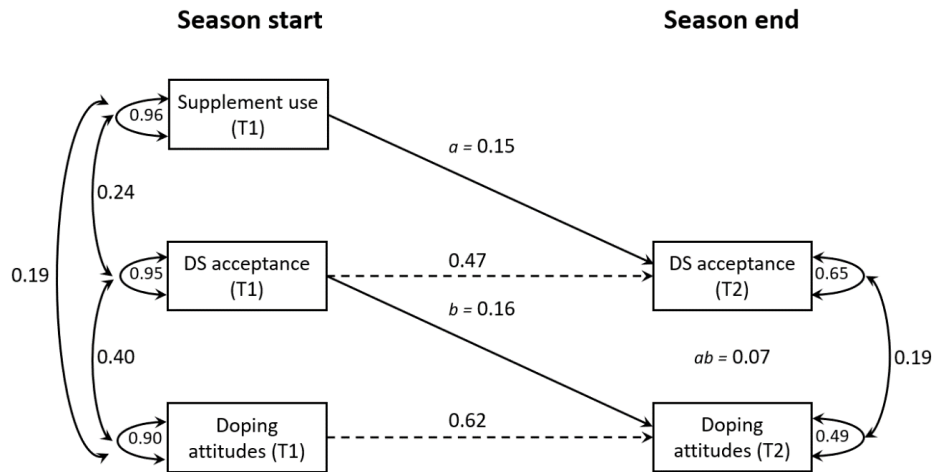 Season start
Season end
Supplement use
(T1)
0.96
a = 0.15
0.24
0.19
DS acceptance
(T1)
0.95
0.47
DS acceptance
(T2)
0.65
b = 0.16
0.40
ab = 0.07
0.19
Doping
attitudes (T1)
0.90
0.62
Doping
attitudes (T2)
0.49